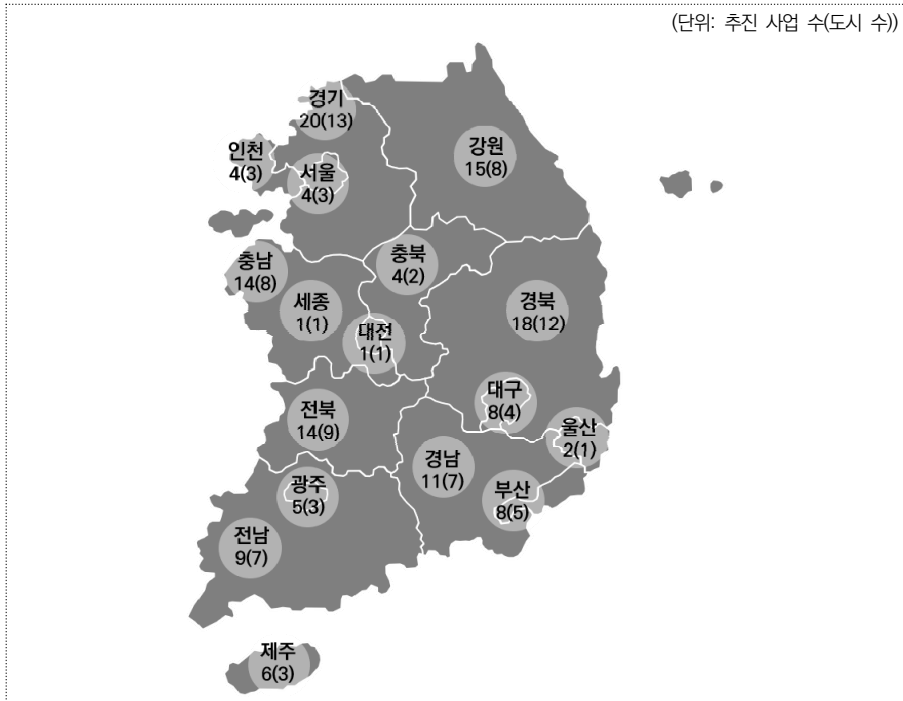 (단위: 추진 사업 수(도시 수))
경기
20(13)
인천
4(3)
서울
4(3)
강원
15(8)
충남
14(8)
충북
4(2)
세종
1(1)
대전
1(1)
경북
18(12)
대구
8(4)
울산
2(1)
전북
14(9)
경남
11(7)
부산
8(5)
광주
5(3)
전남
9(7)
제주
6(3)